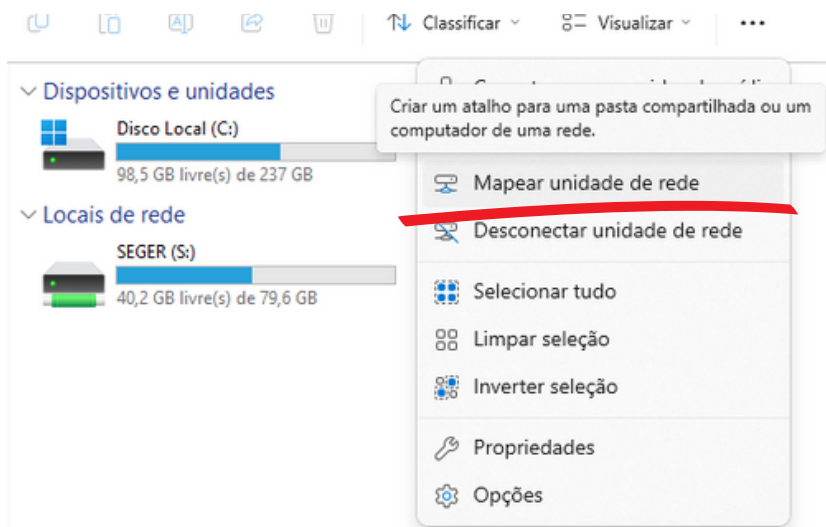 Classificar
Visualizar
Dispositivos e unidades
Disco Local (C:)
98,5 GB livre(s) de 237 GB
Locais de rede
SEGER (S:)
40,2 GB livre(s) de 79,6 GB
Criar um atalho para uma pasta compartilhada ou um
computador de uma rede.
Mapear unidade de rede
Desconectar unidade de rede
Selecionar tudo
Limpar seleção
Inverter seleção
Propriedades
Opções